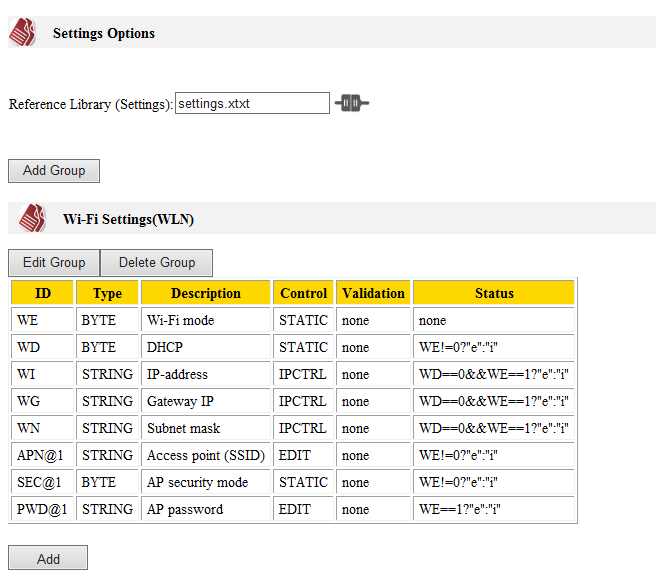 Settings Options
Reference Library (Settings): settings.xtxt
Add Group
Wi-Fi Settings(WLN)
Edit Group Delete Group
ID Type Description Control Validation Status
WE BYTE Wi-Fi mode STATIC none none
WD BYTE DHCP STATIC none WE!=0?"e":"i"
WI STRING IP-address IPCTRL none WD==0&&WE==1?"e":"i"
WG STRING Gateway IP IPCTRL none WD==0&&WE==1?"e":"i"
WN STRING Subnet mask IPCTRL none WD==0&&WE==1?"e":"i"
APN@1 STRING Access point (SSID) EDIT none WE!=0?"e":"i"
SEC@1 BYTE AP security mode STATIC none WE!=0?"e":"i"
PWD@1 STRING AP password EDIT none WE==1?"e":"i"
Add